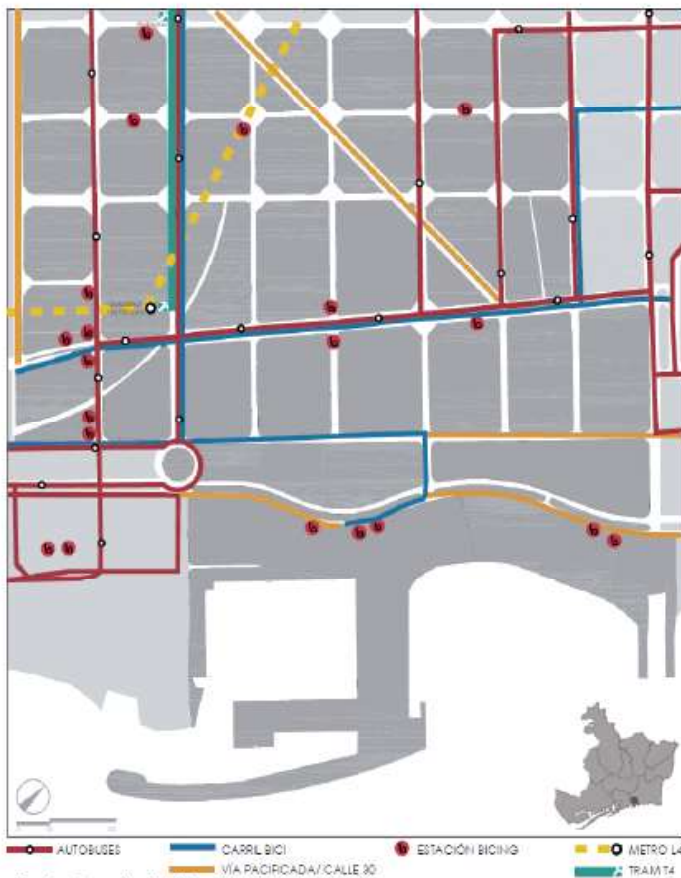 AUTOBUSES
CARRIL BICI
ESTACIÓN BICING
METRO L4
VÍA PACIFICADA/ CALLE 30
TRAM T4